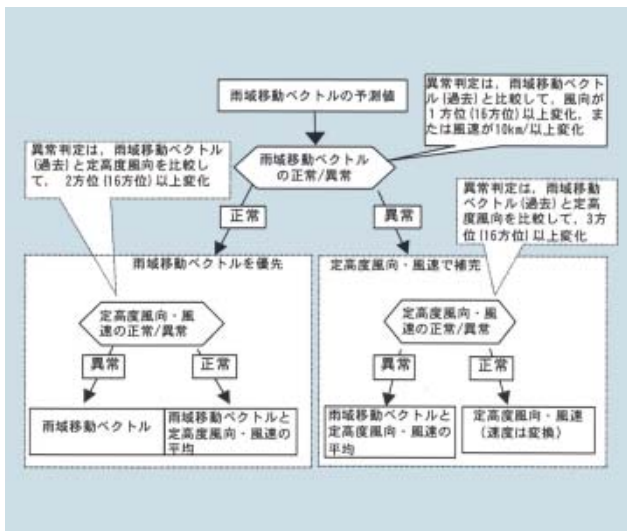 雨域移動ベクトルの予測値
異常判定は，雨域移動ベクト
ル(過去)と比較して，風向が
1方位(16方位)以上変化，ま
たは風速が10km/以上変化
異常判定は，雨域移動ベクトル
(過去)と定高度風向を比較し
て， 2方位(16方位)以上変化
雨域移動ベクトル
の正常/異常
正常
異常
異常判定は，雨域移動
ベクトル(過去)と定高
度風向を比較して，3方
位(16方位)以上変化
雨域移動ベクトルを優先
定高度風向・風速で補完
定高度風向・風
速の正常/異常
定高度風向・風
速の正常/異常
異常
正常
異常
正常
雨域移動ベクトル
雨域移動ベクトルと
定高度風向・風速の
平均
雨域移動ベクトルと
定高度風向・風速の
平均
定高度風向・風速
（速度は変換）